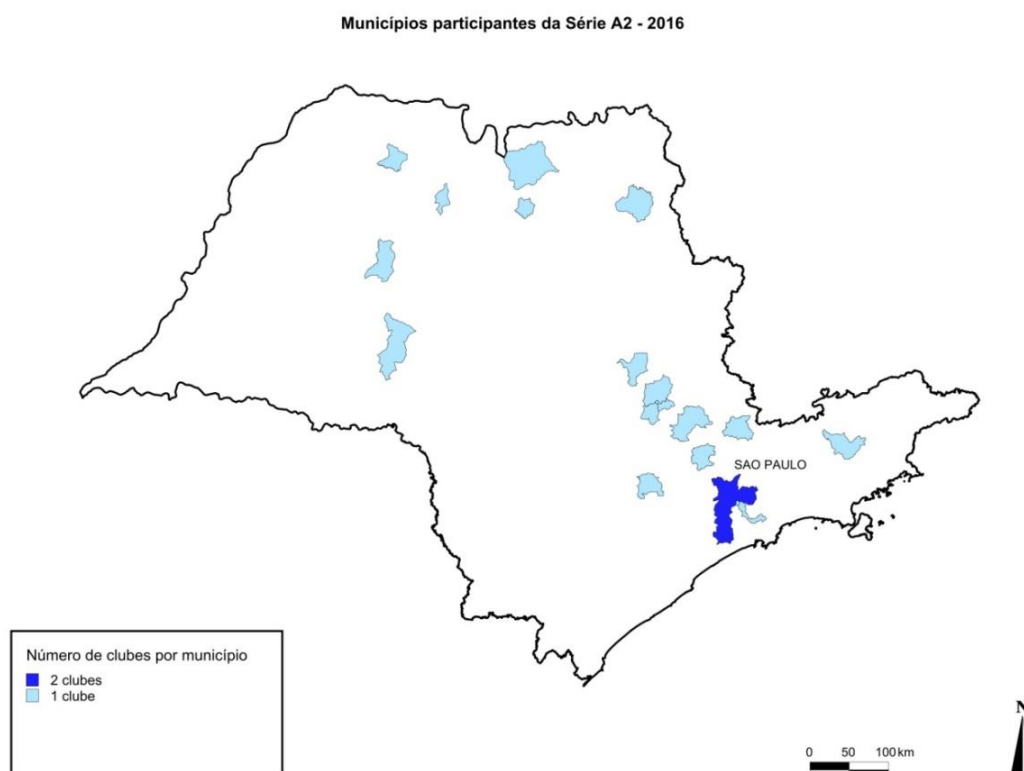 Municípios participantes da Série A2 - 2016
SAO PAULO
Número de clubes por município
2 clubes
1 clube
N
0 50 100 km